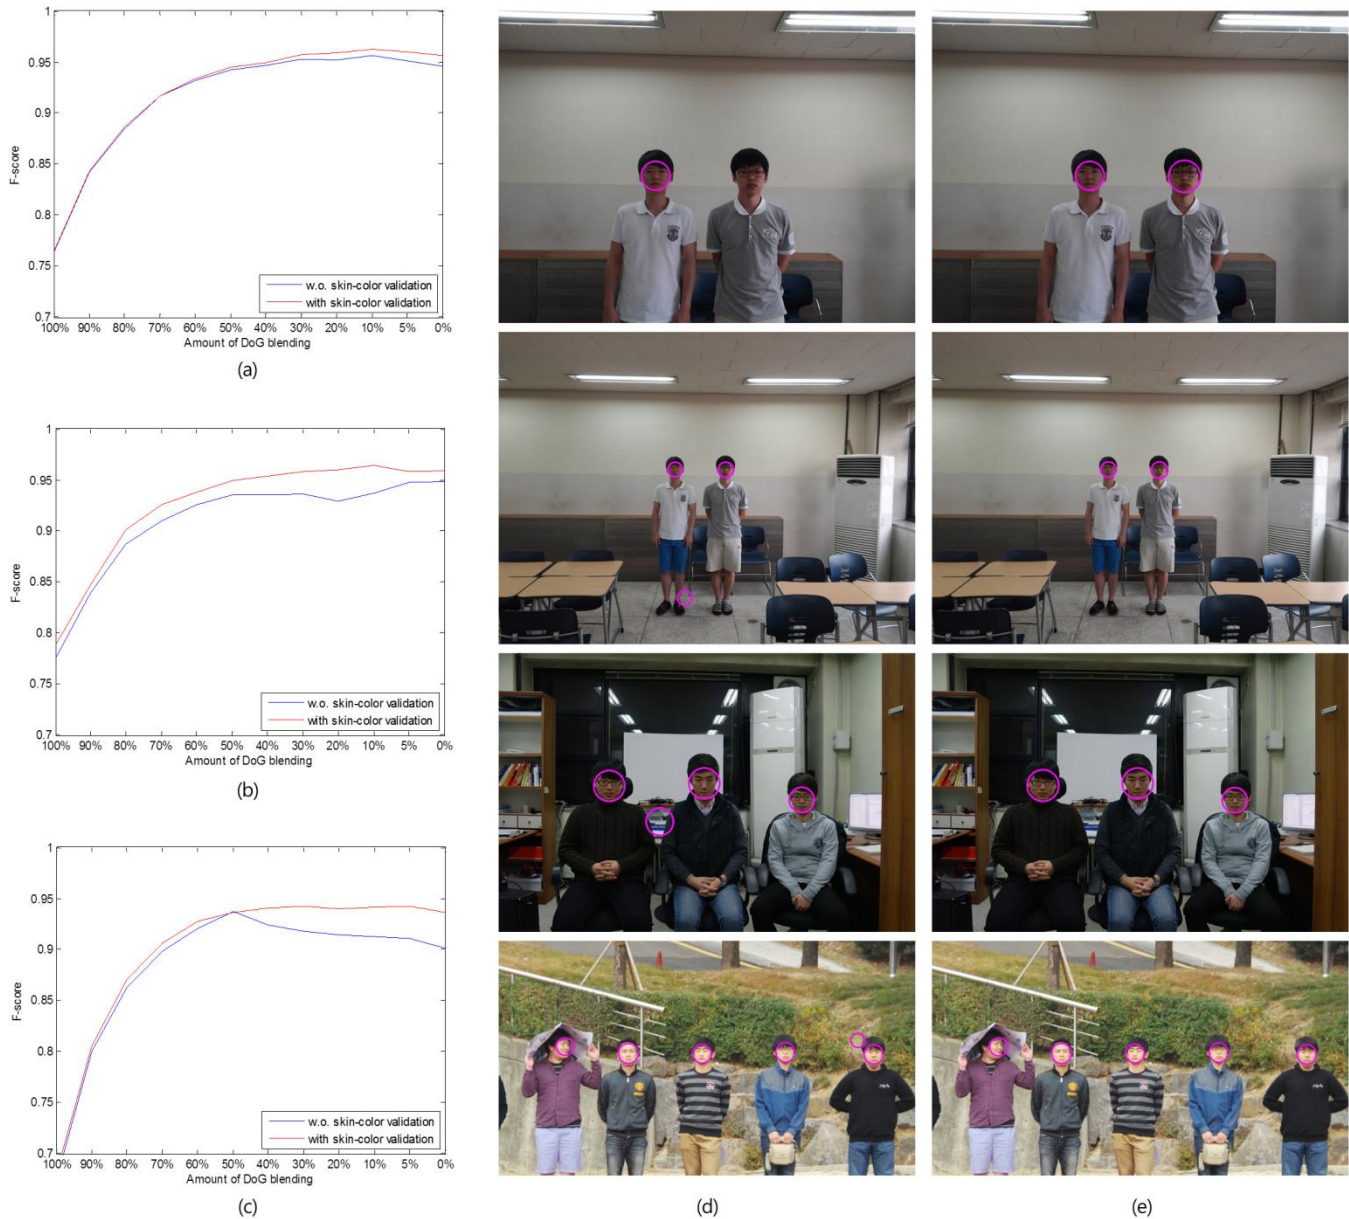 1
0.95
0.9
0.85
0.8
0.75
0.7
F-score
w.o. skin-color validation
with skin-color validation
100% 90% 80% 70% 60% 50% 40% 30% 20% 10% 5% 0%
Amount of DoG blending
(a)
1
0.95
0.9
0.85
0.8
0.75
0.7
F-score
w.o. skin-color validation
with skin-color validation
100% 90% 80% 70% 60% 50% 40% 30% 20% 10% 5% 0%
Amount of DoG blending
(b)
1
0.95
0.9
0.85
0.8
0.75
0.7
F-score
w.o. skin-color validation
with skin-color validation
100% 90% 80% 70% 60% 50% 40% 30% 20% 10% 5% 0%
Amount of DoG blending
(c)
(d)
(e)